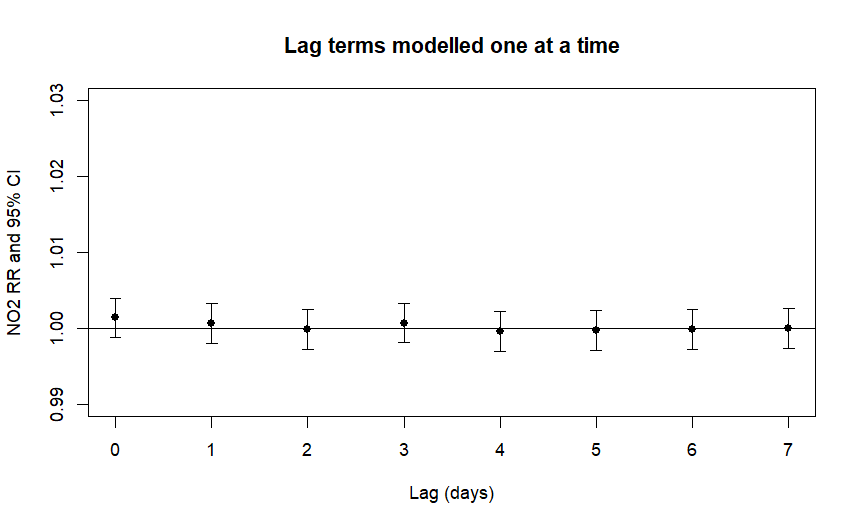 Lag terms modelled one at a time
NO2 RR and 95% CI
1.03
1.02
1.01
1.00
0.99
0 1 2 3 4 5 6 7
Lag (days)